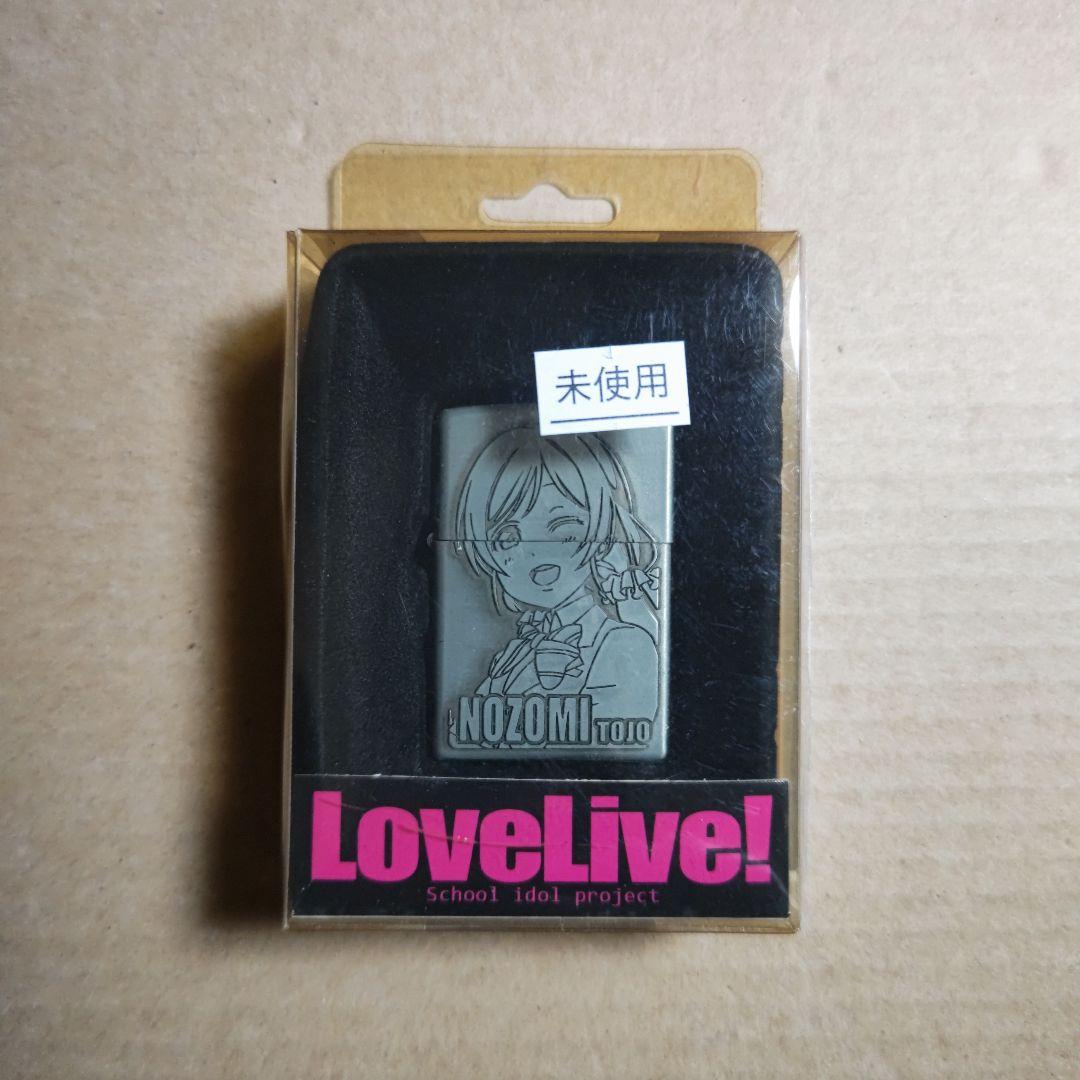 未使用
NOZOMI TOJO
LoveLive!
School idol project